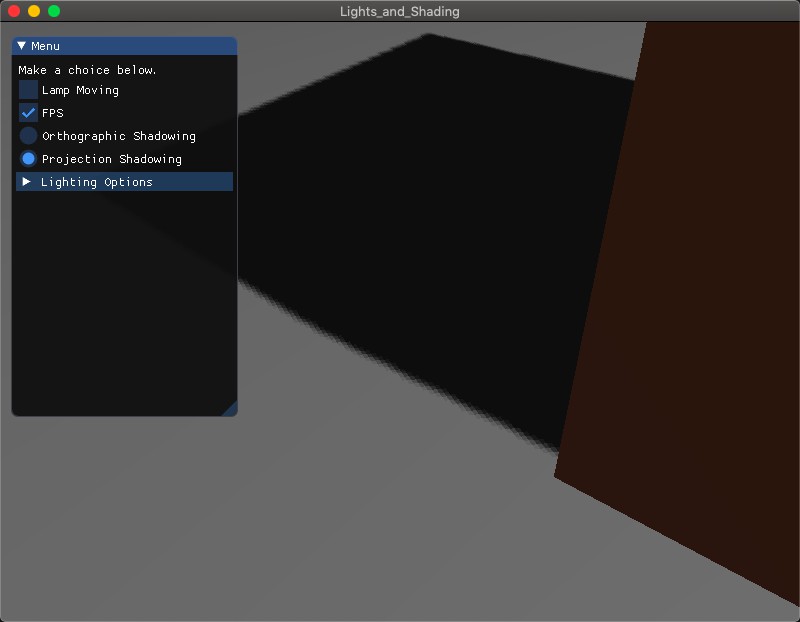 Lights_and_Shading
Menu
Make a choice below.
Lamp Moving
FPS
Orthographic Shadowing
Projection Shadowing
Lighting Options